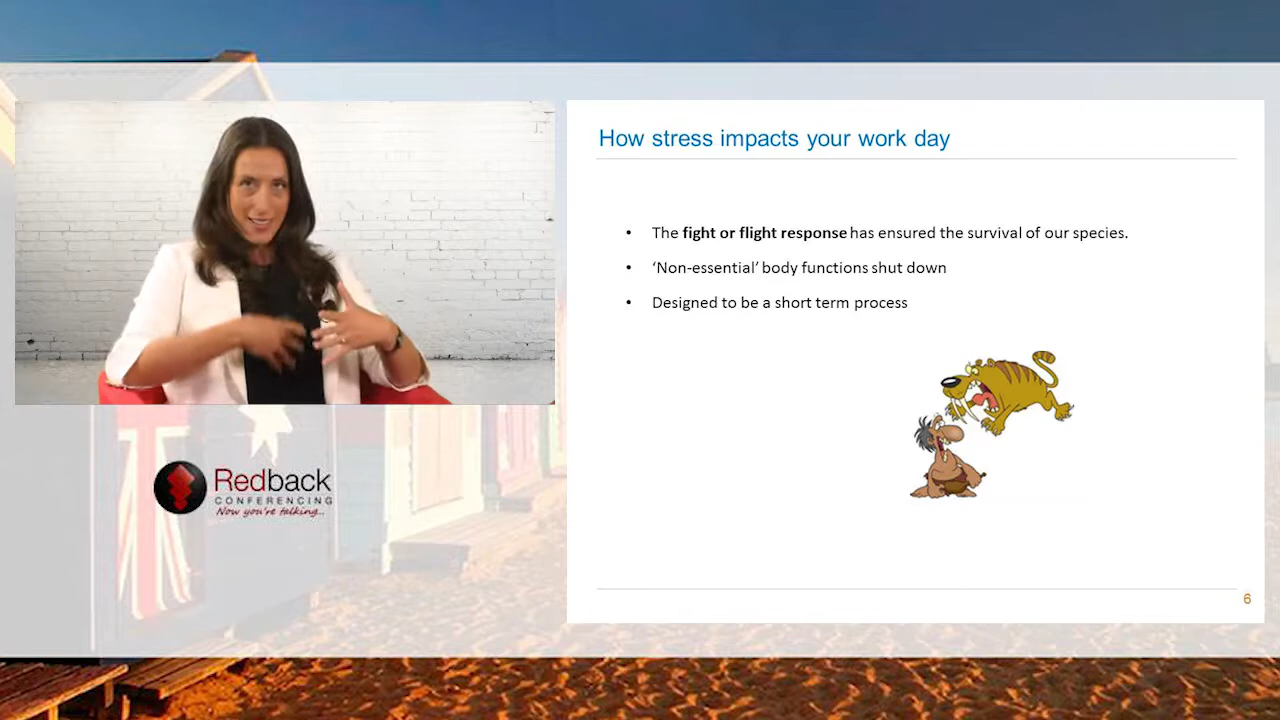 How stress impacts your work day
• The fight or flight response has ensured the survival of our species.
• ‘Non-essential’ body functions shut down
• Designed to be a short term process
Redback
CONFERENCING
Now you're talking...
6